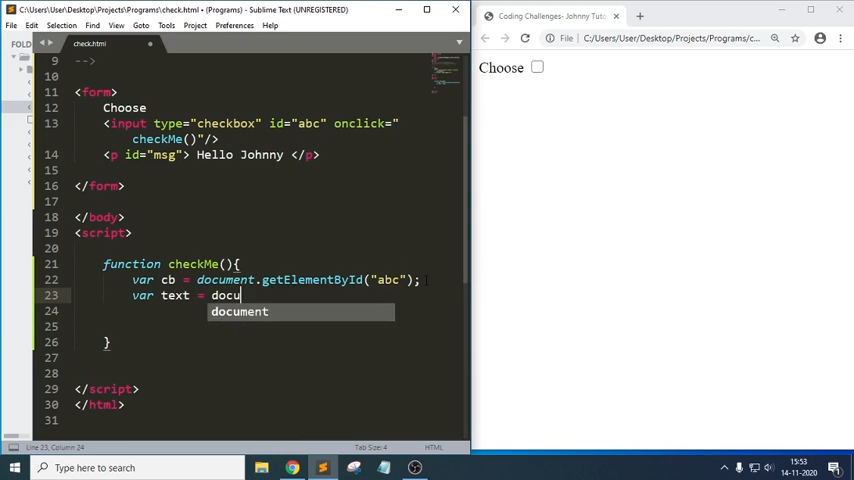 C:\Users\User\Desktop\Projects\Programs\check.html • (Programs) - Sublime Text (UNREGISTERED)
File Edit Selection Find View Goto Tools Project Preferences Help
FOLD
check.html
9 -->
10
11 <form>
12 Choose
13 <input type="checkbox" id="abc" onclick="
checkMe()"/>
14 <p id="msg"> Hello Johnny </p>
15
16 </form>
17
18 </body>
19 <script>
20
21 function checkMe(){
22 var cb = document.getElementById("abc");
23 var text = docu
document
24
25
26 }
27
28
29 </script>
30 </html>
31
Line 23, Column 24
Tab Size: 4
HTML
Coding Challenges- Johnny Tuto
File
C:/Users/User/Desktop/Projects/Programs/c...
Choose
Type here to search
15:53
14-11-2020